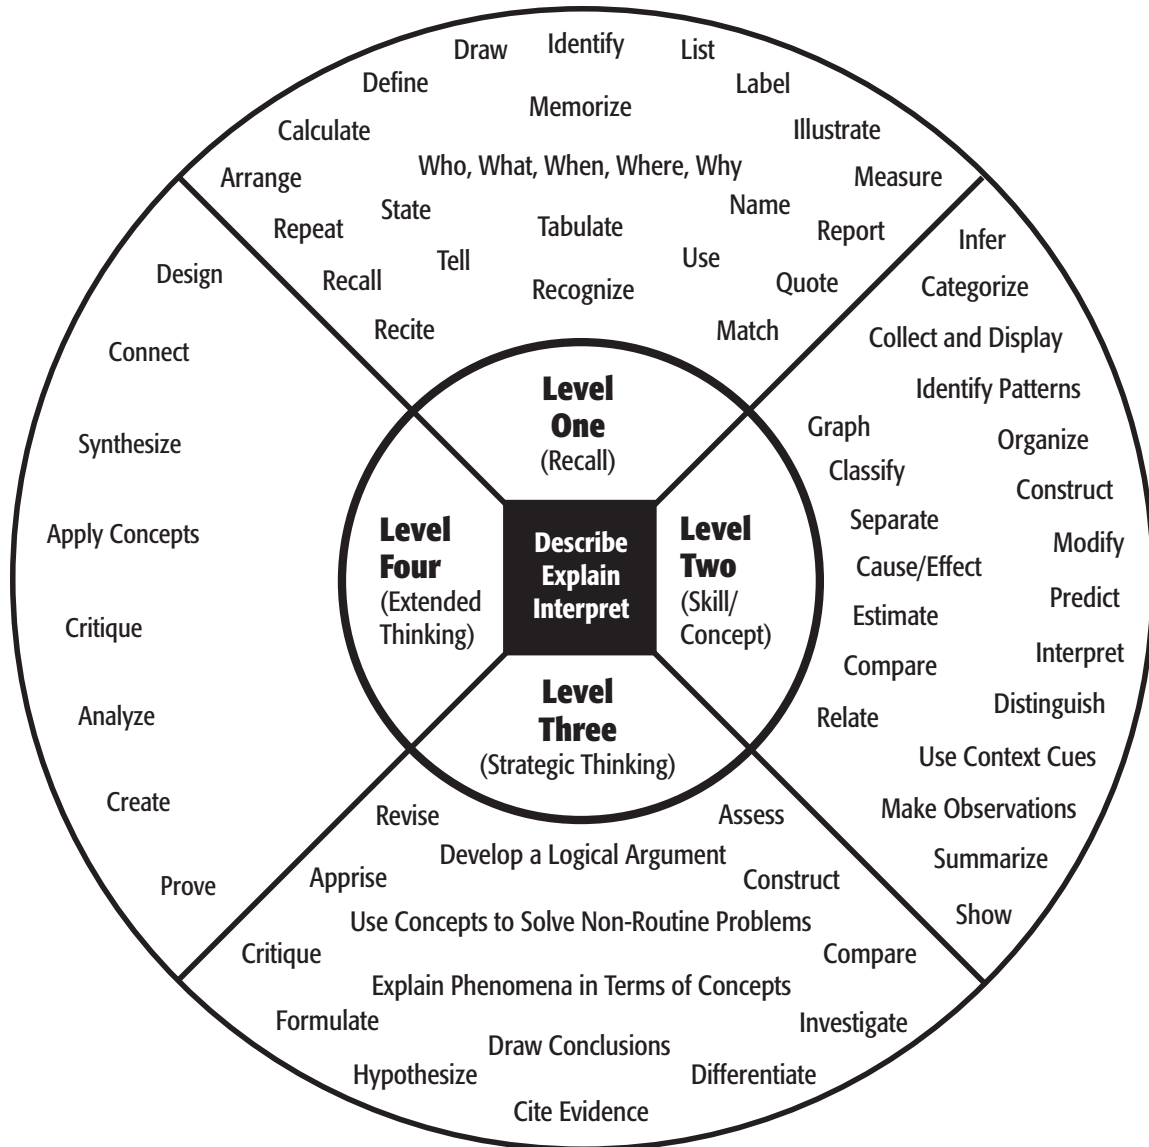 Draw
Identify
List
Define
Label
Memorize
Calculate
Illustrate
Who, What, When, Where, Why
Arrange
Measure
State
Name
Repeat
Tabulate
Report
Tell
Use
Recall
Recognize
Quote
Recite
Match
Level
One
(Recall)
Infer
Categorize
Collect and Display
Identify Patterns
Graph
Organize
Classify
Construct
Separate
Modify
Cause/Effect
Predict
Estimate
Interpret
Compare
Distinguish
Relate
Use Context Cues
Make Observations
Summarize
Show
Level
Two
(Skill/
Concept)
Describe
Explain
Interpret
Level
Three
(Strategic Thinking)
Revise
Assess
Develop a Logical Argument
Apprise
Construct
Use Concepts to Solve Non-Routine Problems
Critique
Compare
Explain Phenomena in Terms of Concepts
Formulate
Investigate
Draw Conclusions
Hypothesize
Differentiate
Cite Evidence
Level
Four
(Extended
Thinking)
Design
Connect
Synthesize
Apply Concepts
Critique
Analyze
Create
Prove